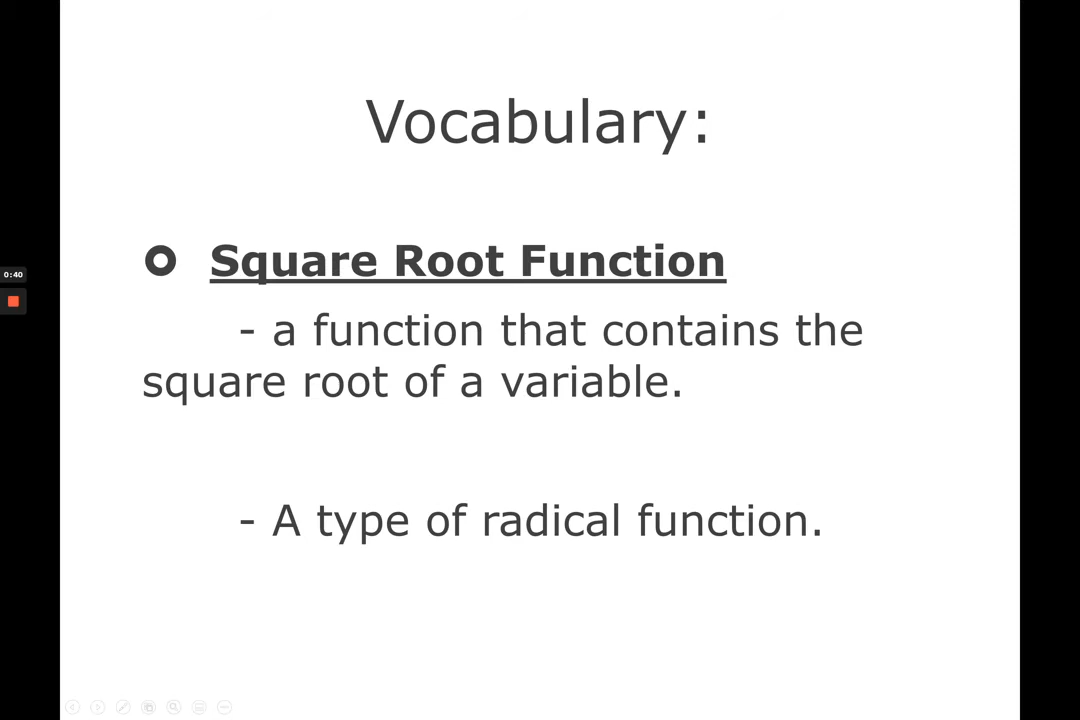 Vocabulary:
Square Root Function
- a function that contains the
square root of a variable.
- A type of radical function.
0:40